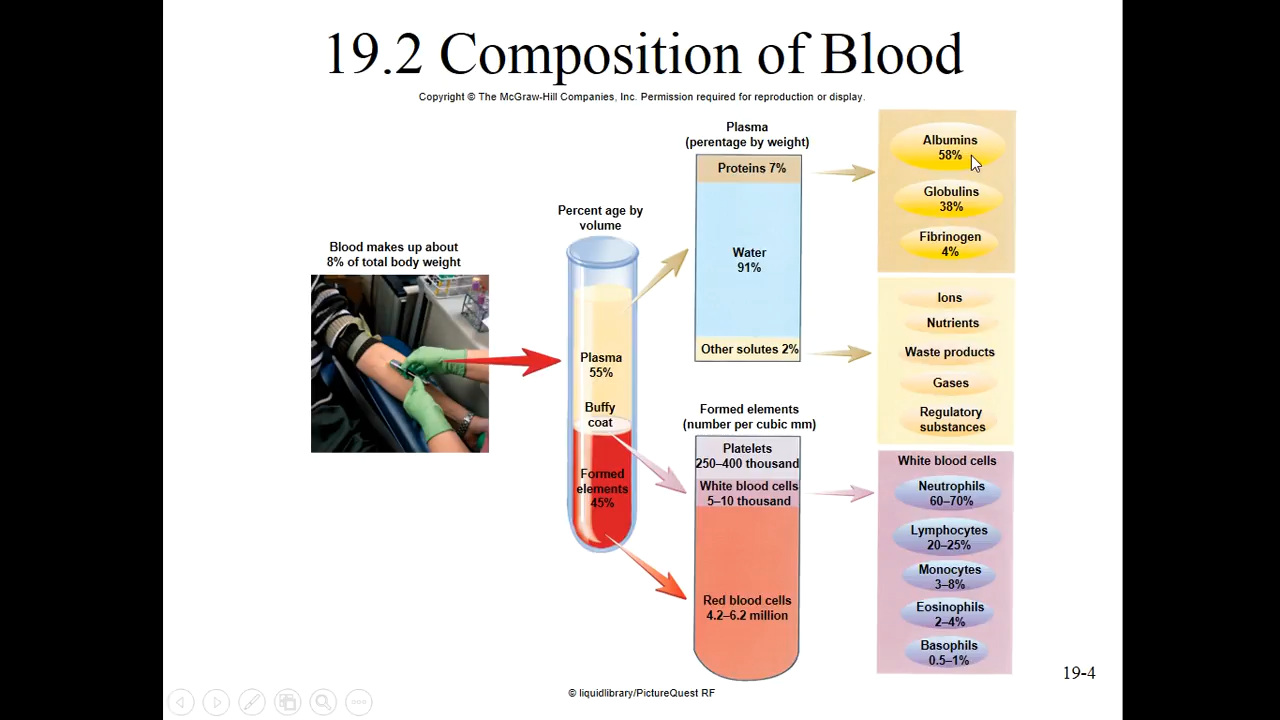 19.2 Composition of Blood
Copyright © The McGraw-Hill Companies, Inc. Permission required for reproduction or display.
Blood makes up about
8% of total body weight
Percent age by
volume
Plasma
55%
Buffy
coat
Formed
elements
45%
Plasma
(perentage by weight)
Proteins 7%
Water
91%
Other solutes 2%
Formed elements
(number per cubic mm)
Platelets
250–400 thousand
White blood cells
5–10 thousand
Red blood cells
4.2–6.2 million
Albumins
58%
Globulins
38%
Fibrinogen
4%
Ions
Nutrients
Waste products
Gases
Regulatory
substances
White blood cells
Neutrophils
60–70%
Lymphocytes
20–25%
Monocytes
3–8%
Eosinophils
2–4%
Basophils
0.5–1%
19-4
© liquidlibrary/PictureQuest RF